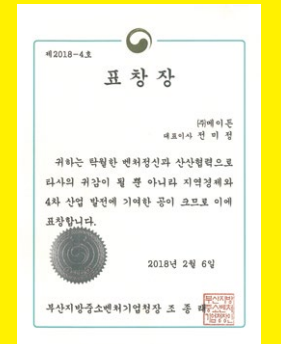 제2018-4호
표 창 장
㈜베이튼
대표이사 전 미 정
귀하는 탁월한 벤처정신과 산산협력으로
타사의 귀감이 될 뿐 아니라 지역경제와
4차 산업 발전에 기여한 공이 크므로 이에
표창합니다.
2018년 2월 6일
부산지방중소벤처기업청장 조 종 래